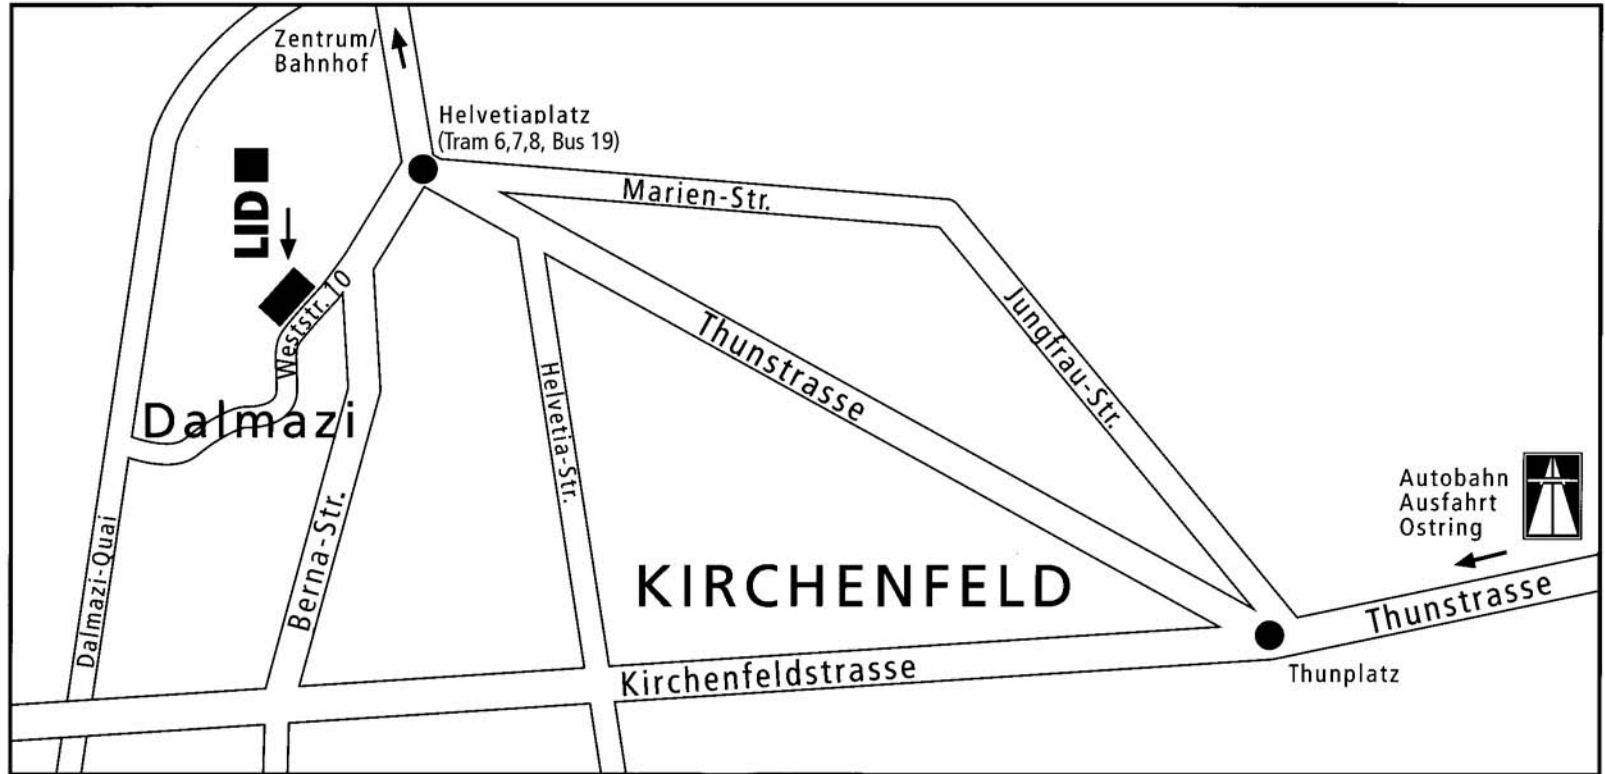 Zentrum/
Bahnhof
Helvetiaplatz
(Tram 6,7,8, Bus 19)
LID
Marien-Str.
Weststr. 10
Thunstrasse
Jungfrau-Str.
Helvetia-Str.
Dalmazi
Autobahn
Ausfahrt
Ostring
Berna-Str.
Dalmazi-Quai
KIRCHENFELD
Thunstrasse
Kirchenfeldstrasse
Thunplatz